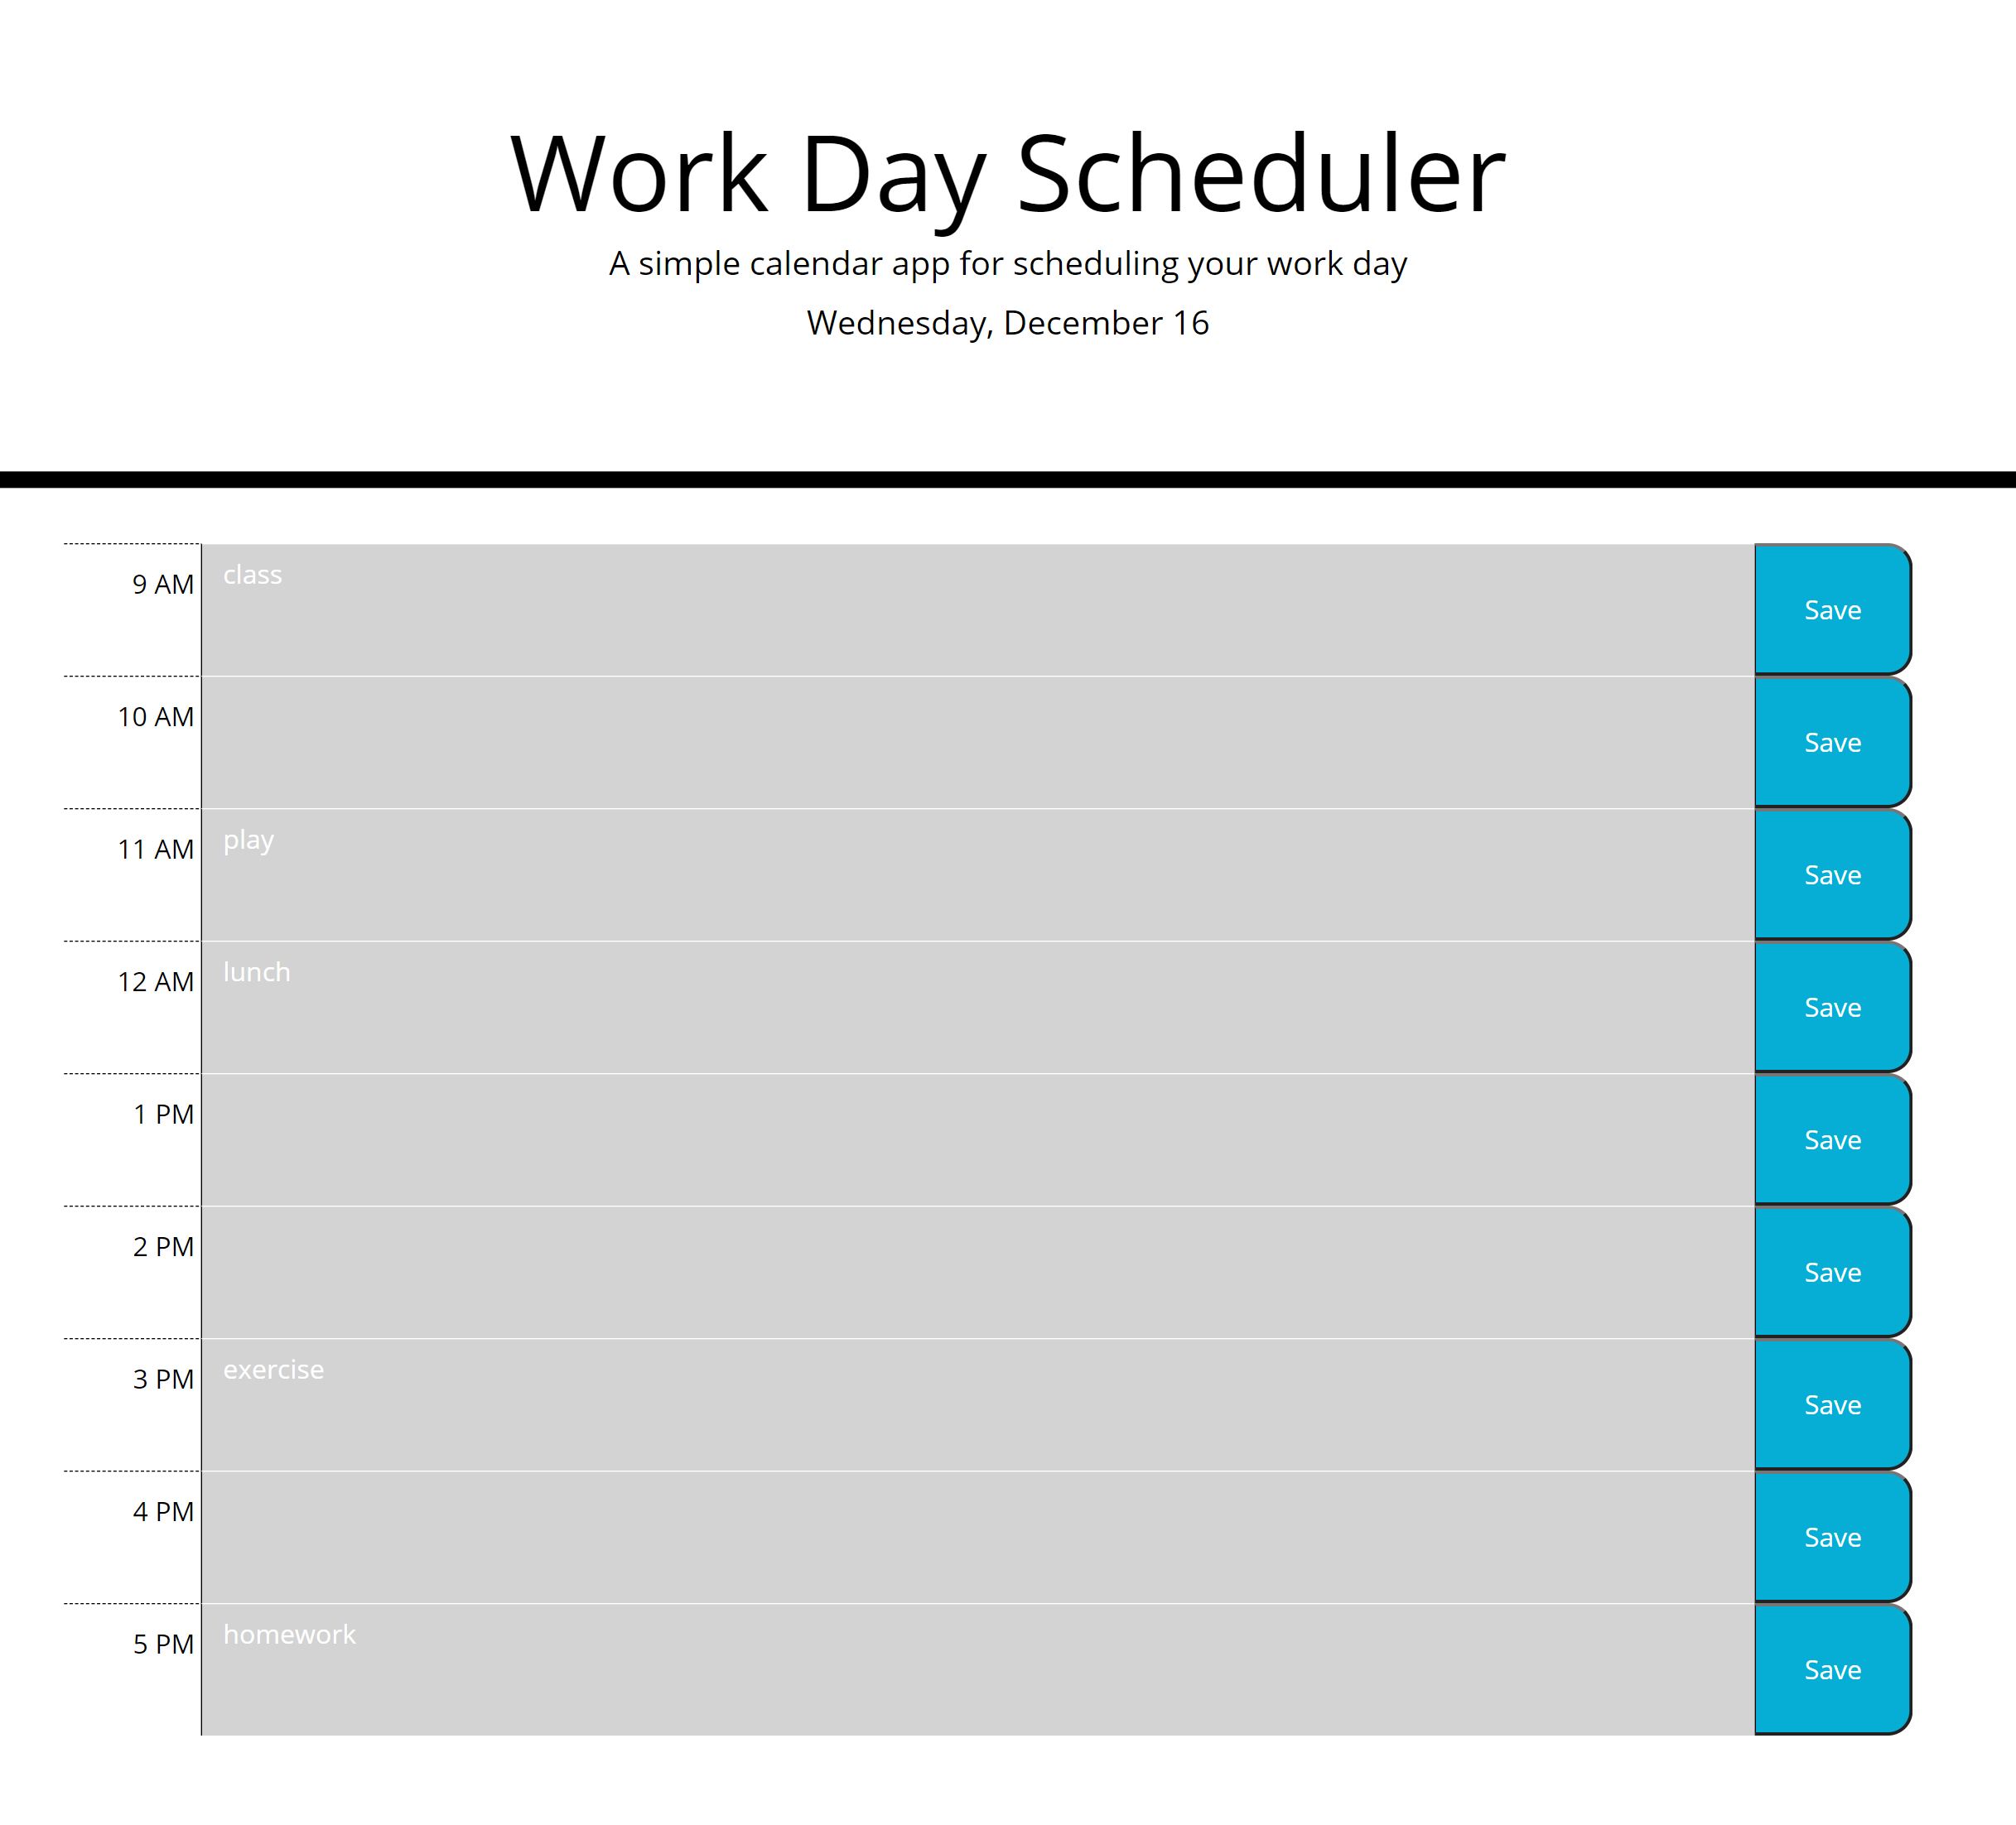 Work Day Scheduler
A simple calendar app for scheduling your work day
Wednesday, December 16
9 AM class Save
10 AM Save
11 AM play Save
12 AM lunch Save
1 PM Save
2 PM Save
3 PM exercise Save
4 PM Save
5 PM homework Save